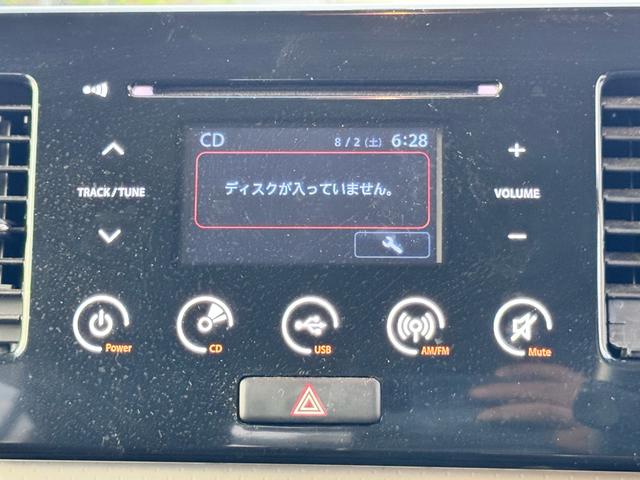 CD 8/2(土) 6:28
TRACK/TUNE
ディスクが入っていません。
VOLUME
Power
CD
USB
AM/FM
Mute